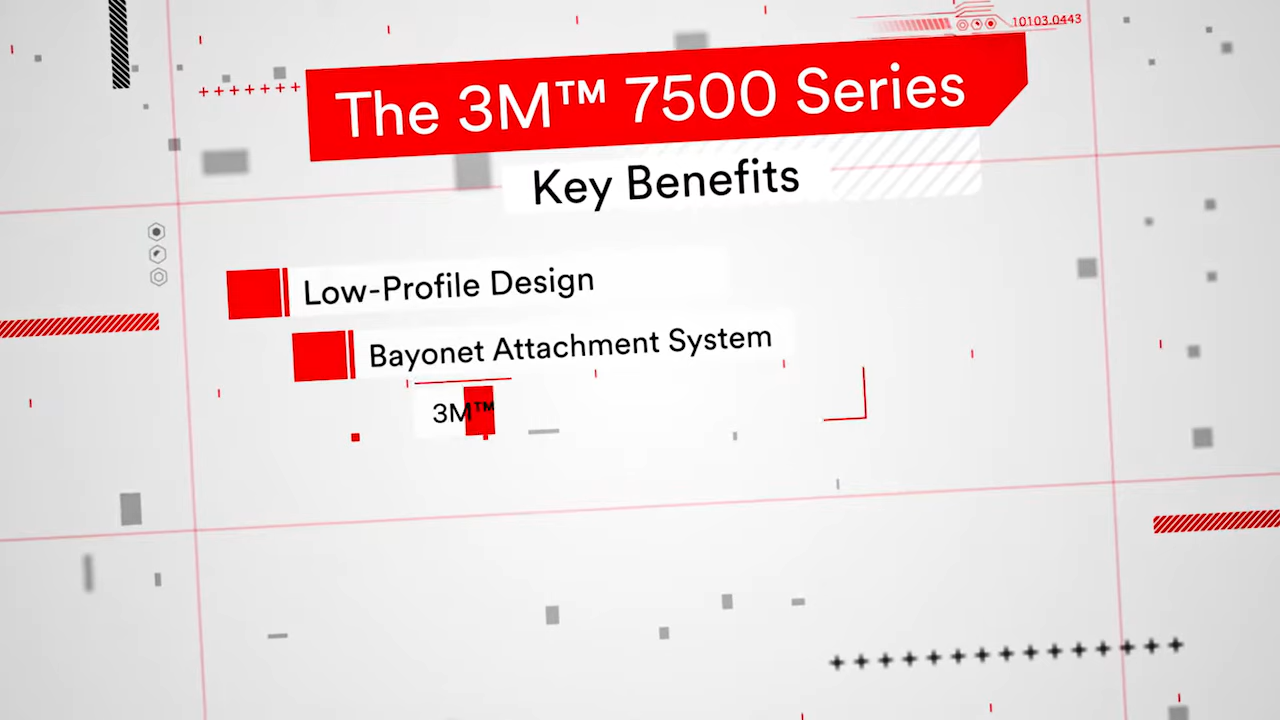 10103.0443
The 3M™ 7500 Series
Key Benefits
Low-Profile Design
Bayonet Attachment System
3M™